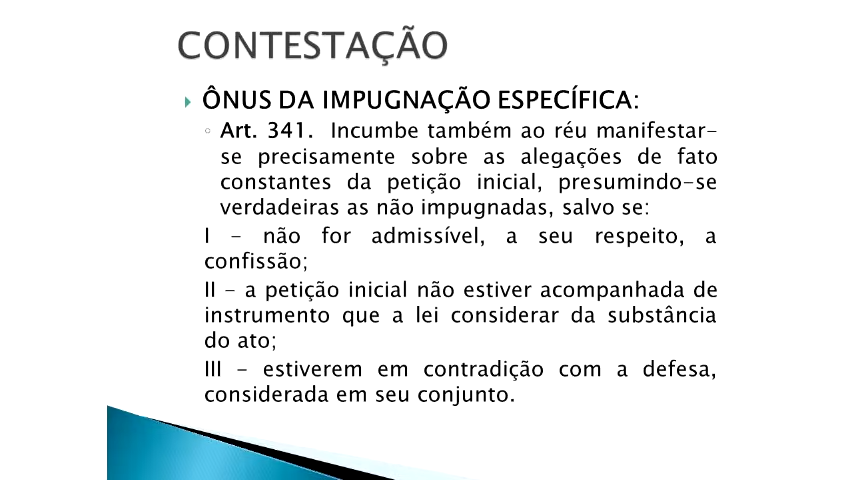 CONTESTAÇÃO
ÔNUS DA IMPUGNAÇÃO ESPECÍFICA:
Art. 341. Incumbe também ao réu manifestar-
se precisamente sobre as alegações de fato
constantes da petição inicial, presumindo-se
verdadeiras as não impugnadas, salvo se:
I - não for admissível, a seu respeito, a
confissão;
II - a petição inicial não estiver acompanhada de
instrumento que a lei considerar da substância
do ato;
III - estiverem em contradição com a defesa,
considerada em seu conjunto.